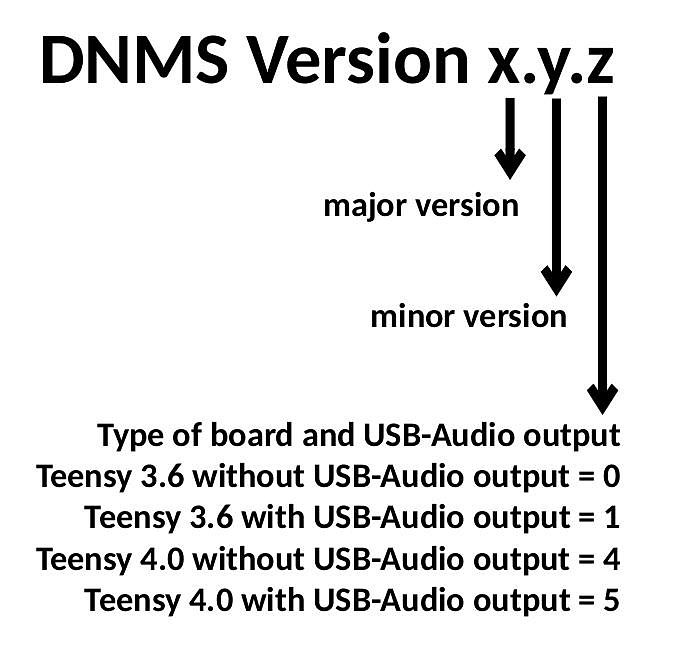 DNMS Version x.y.z
major version
minor version
Type of board and USB-Audio output
Teensy 3.6 without USB-Audio output = 0
Teensy 3.6 with USB-Audio output = 1
Teensy 4.0 without USB-Audio output = 4
Teensy 4.0 with USB-Audio output = 5